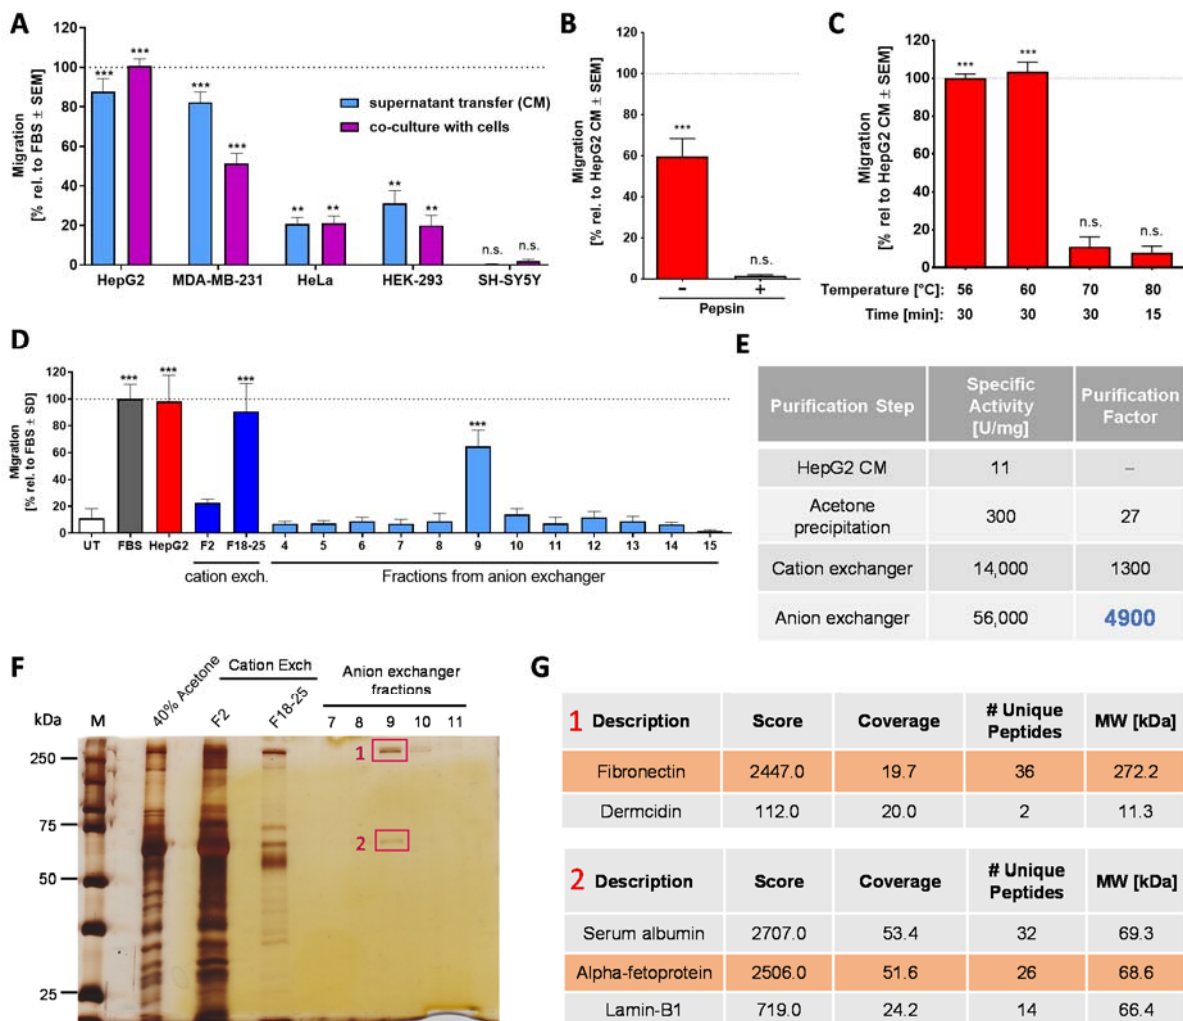 A
Migration
[% rel. to FBS ± SEM]
120
100
80
60
40
20
0
*** *** *** *** ** ** ** ** n.s. n.s.
supernatant transfer (CM)
co-culture with cells
HepG2 MDA-MB-231 HeLa HEK-293 SH-SY5Y
B
Migration
[% rel. to HepG2 CM ± SEM]
120
100
80
60
40
20
0
*** n.s.
- +
Pepsin
C
Migration
[% rel to HepG2 CM ± SEM]
120
100
80
60
40
20
0
*** *** n.s. n.s.
Temperature [°C]: 56 60 70 80
Time [min]: 30 30 30 15
D
Migration
[% rel. to FBS ± SD]
120
100
80
60
40
20
0
*** *** *** ***
UT FBS HepG2 F2 F18-25 4 5 6 7 8 9 10 11 12 13 14 15
cation exch. Fractions from anion exchanger
E
Purification Step Specific Activity [U/mg] Purification Factor
HepG2 CM 11 –
Acetone precipitation 300 27
Cation exchanger 14,000 1300
Anion exchanger 56,000 4900
F
Cation Exch Anion exchanger
fractions
kDa M 40% Acetone F2 F18-25 7 8 9 10 11
250
75
50
25
1
2
G
1 Description Score Coverage # Unique Peptides MW [kDa]
Fibronectin 2447.0 19.7 36 272.2
Dermcidin 112.0 20.0 2 11.3
2 Description Score Coverage # Unique Peptides MW [kDa]
Serum albumin 2707.0 53.4 32 69.3
Alpha-fetoprotein 2506.0 51.6 26 68.6
Lamin-B1 719.0 24.2 14 66.4